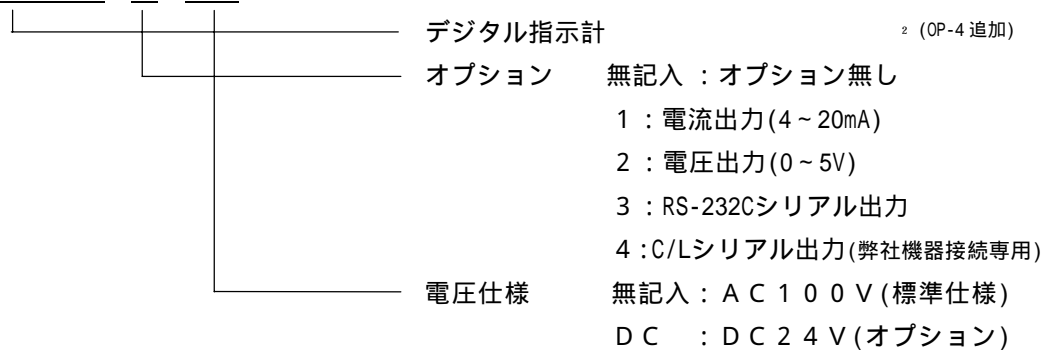 デジタル指示計 ２ (OP-4 追加)
オプション 無記入 ：オプション無し
１：電流出力(4～20mA)
２：電圧出力(0～5V)
３：RS-232Cシリアル出力
４:C/Lシリアル出力(弊社機器接続専用)
電圧仕様 無記入：ＡＣ１００Ｖ(標準仕様)
ＤＣ ：ＤＣ２４Ｖ(オプション)